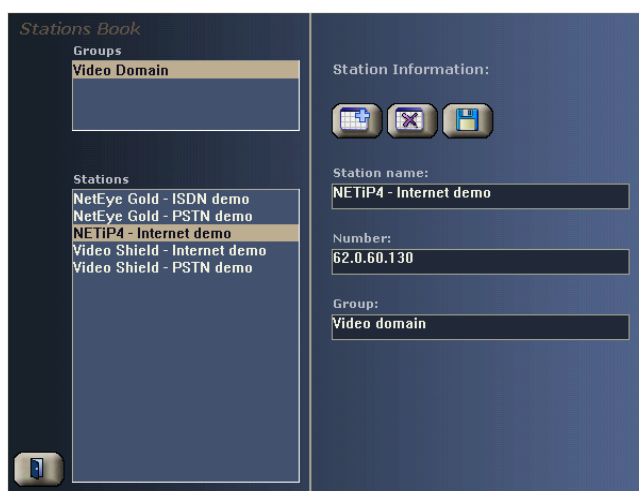 Stations Book
Groups
Video Domain
Stations
NetEye Gold - ISDN demo
NetEye Gold - PSTN demo
NETiP4 - Internet demo
Video Shield - Internet demo
Video Shield - PSTN demo
Station Information:
Station name:
NETiP4 - Internet demo
Number:
62.0.60.130
Group:
Video domain